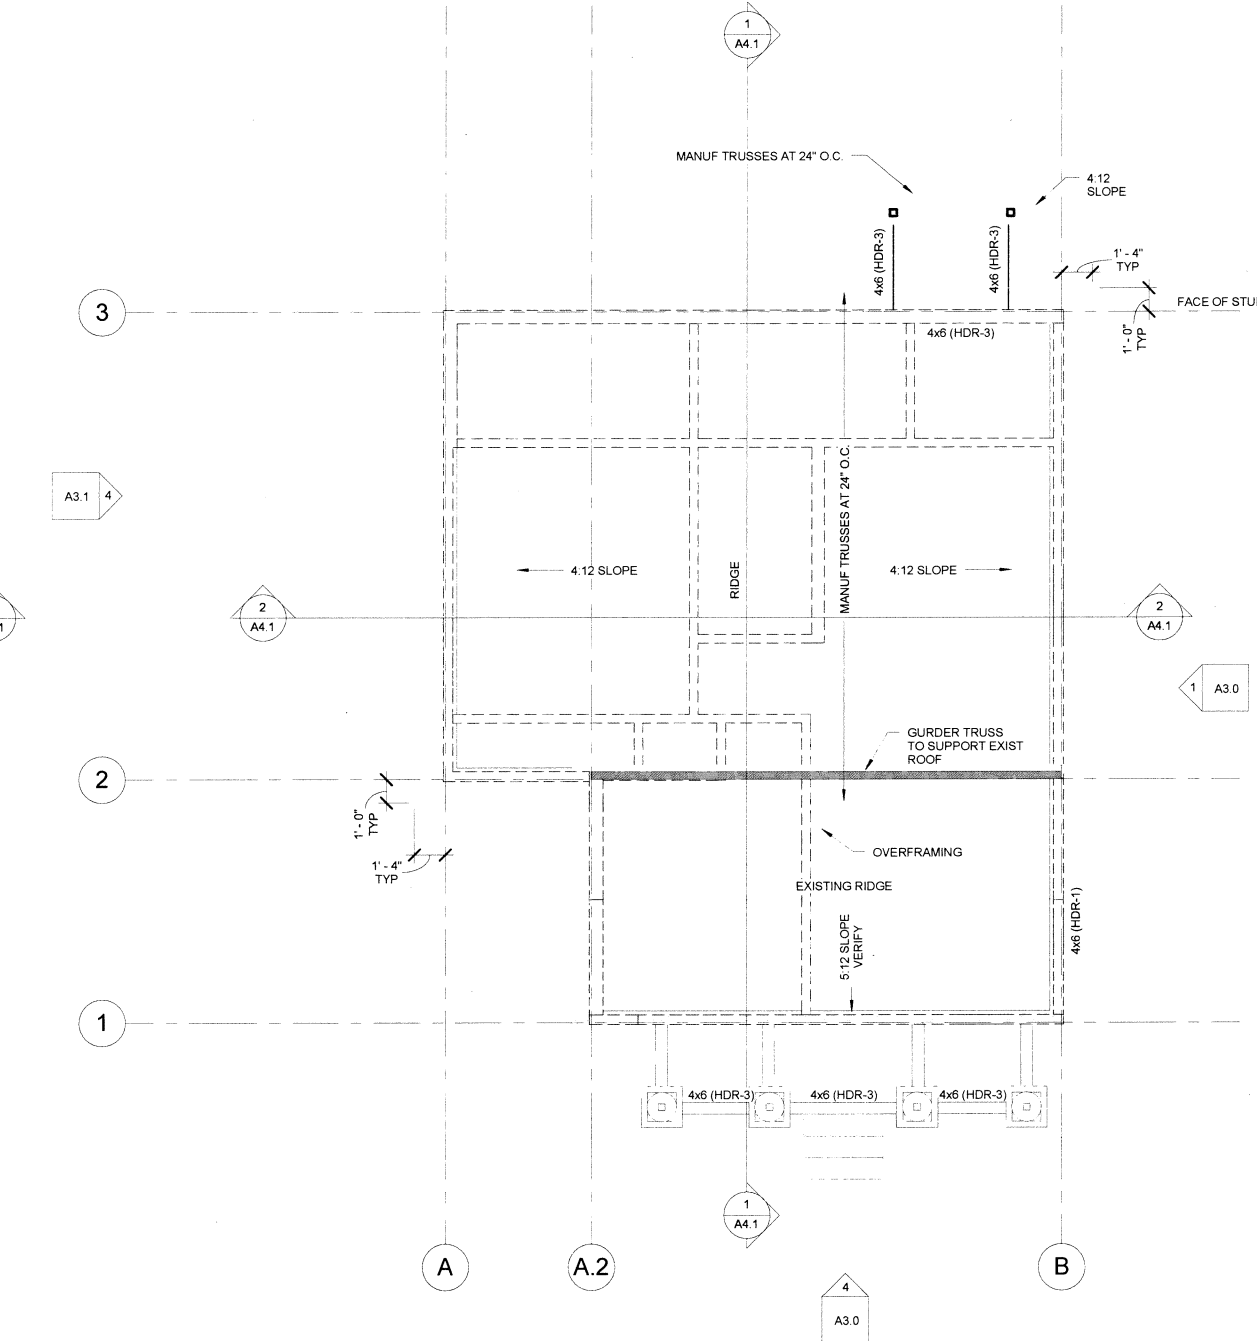 1
A4.1
MANUF TRUSSES AT 24" O.C.
4:12
SLOPE
4x6 (HDR-3)
4x6 (HDR-3)
1' - 4"
TYP
3
FACE OF STU
1' - 0"
TYP
4x6 (HDR-3)
A3.1 4
MANUF TRUSSES AT 24" O.C.
4:12 SLOPE
RIDGE
4:12 SLOPE
1
2
A4.1
2
A4.1
1 A3.0
GURDER TRUSS
TO SUPPORT EXIST
ROOF
2
1' - 0"
TYP
1' - 4"
TYP
OVERFRAMING
EXISTING RIDGE
5:12 SLOPE
VERIFY
4x6 (HDR-1)
1
4x6 (HDR-3)
4x6 (HDR-3)
4x6 (HDR-3)
1
A4.1
A
A.2
B
4
A3.0